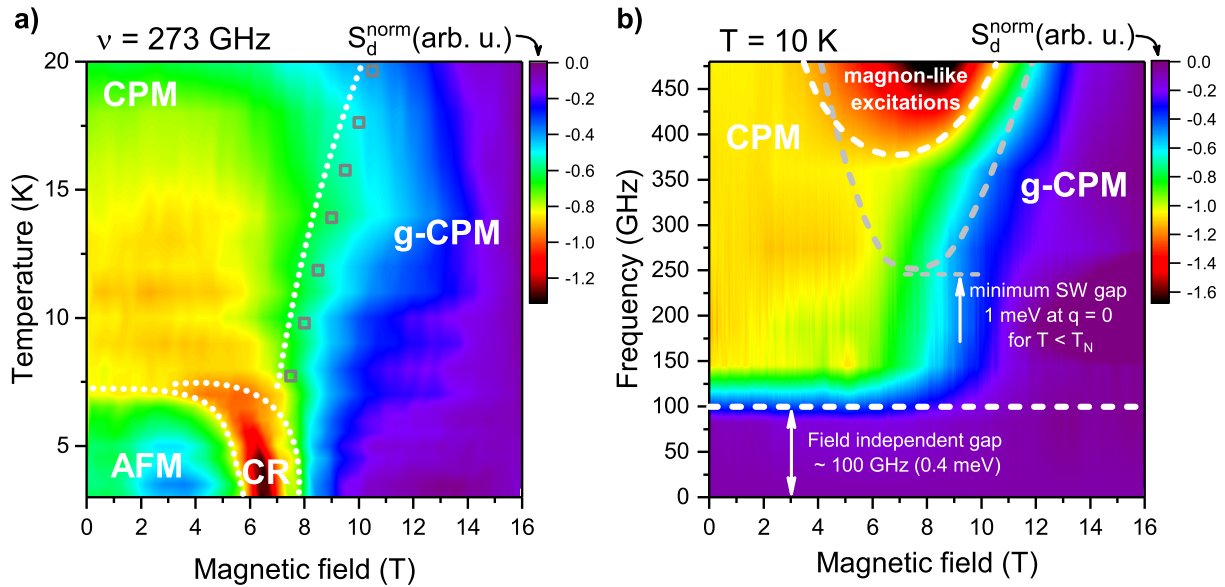 a)
ν = 273 GHz
S_d^norm (arb. u.)
20
15
10
5
Temperature (K)
CPM
g-CPM
AFM
CR
0 2 4 6 8 10 12 14 16
Magnetic field (T)
0.0
-0.2
-0.4
-0.6
-0.8
-1.0
-1.2
b)
T = 10 K
S_d^norm (arb. u.)
450
400
350
300
250
200
150
100
50
0
Frequency (GHz)
magnon-like
excitations
CPM
g-CPM
minimum SW gap
1 meV at q = 0
for T < T_N
Field independent gap
~ 100 GHz (0.4 meV)
0 2 4 6 8 10 12 14 16
Magnetic field (T)
0.0
-0.2
-0.4
-0.6
-0.8
-1.0
-1.2
-1.4
-1.6